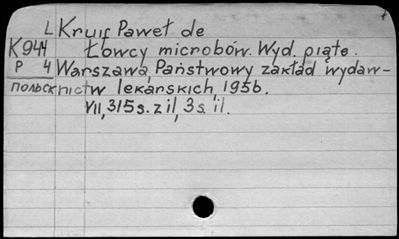 L Kruif Paweł de
K944 Łowcy microbów. Wyd. piąte.
P 4 Warszawa, Państwowy zakład wydaw-
польск nictw lekarskich, 1956.
VII, 315 s. z il, 3 s. il.